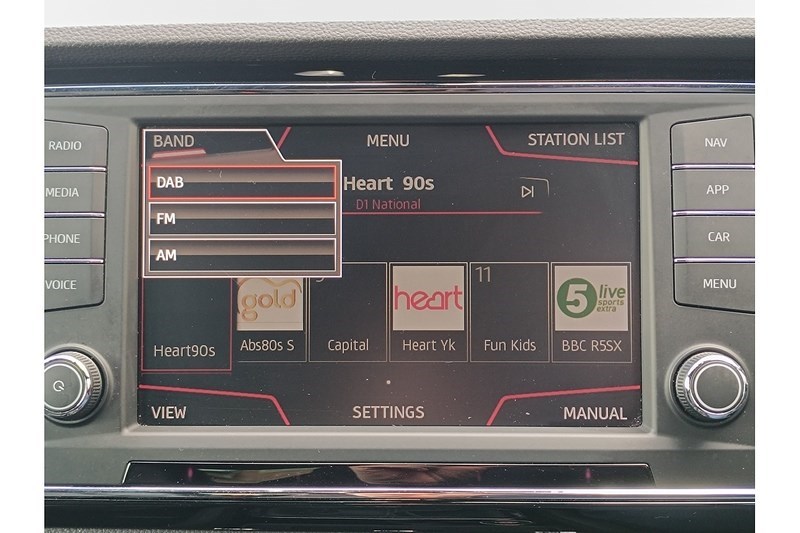 RADIO
MEDIA
PHONE
VOICE
BAND
MENU
STATION LIST
DAB
FM
AM
Heart 90s
D1 National
Heart90s
gold
Abs80s S
Capital
heart
Heart Yk
11
Fun Kids
5 live
sports
extra
BBC R5SX
VIEW
SETTINGS
MANUAL
NAV
APP
CAR
MENU